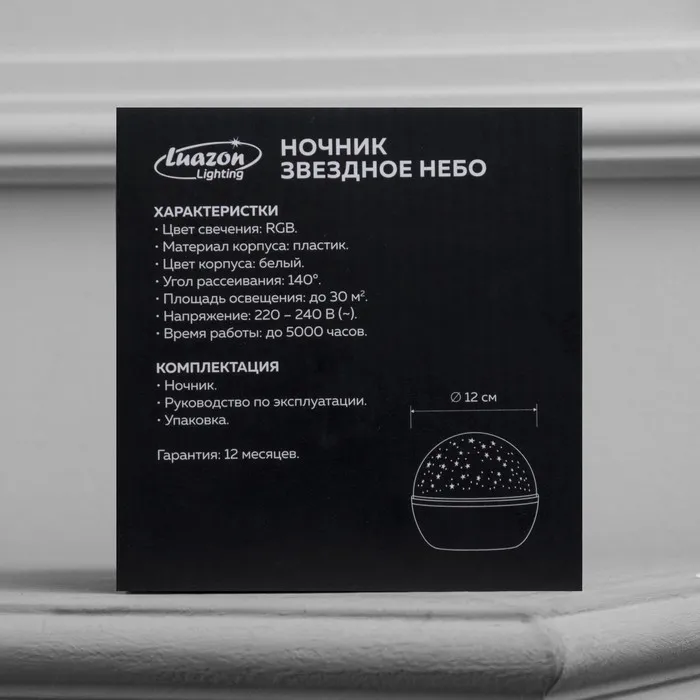 Luazon
Lighting
НОЧНИК
ЗВЕЗДНОЕ НЕБО
ХАРАКТЕРИСТКИ
• Цвет свечения: RGB.
• Материал корпуса: пластик.
• Цвет корпуса: белый.
• Угол рассеивания: 140°.
• Площадь освещения: до 30 м².
• Напряжение: 220 – 240 В (~).
• Время работы: до 5000 часов.
КОМПЛЕКТАЦИЯ
• Ночник.
• Руководство по эксплуатации.
• Упаковка.
Гарантия: 12 месяцев.
∅ 12 см